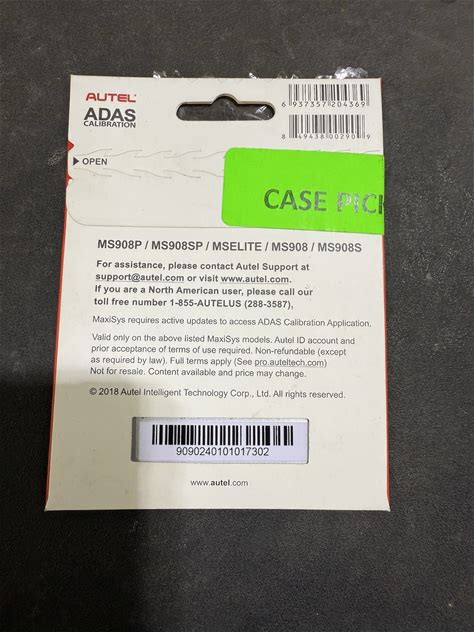 AUTEL
ADAS
CALIBRATION
6 937357 204369
8 49438 00290 9
OPEN
CASE PICK
MS908P / MS908SP / MSELITE / MS908 / MS908S
For assistance, please contact Autel Support at
support@autel.com or visit www.autel.com.
If you are a North American user, please call our
toll free number 1-855-AUTELUS (288-3587),
MaxiSys requires active updates to access ADAS Calibration Application.
Valid only on the above listed MaxiSys models. Autel ID account and
prior acceptance of terms of use required. Non-refundable (except
as required by law). Full terms apply (See pro.auteltech.com)
Not for resale. Content available and price may change.
© 2018 Autel Intelligent Technology Corp., Ltd. All rights reserved.
9090240101017302
www.autel.com